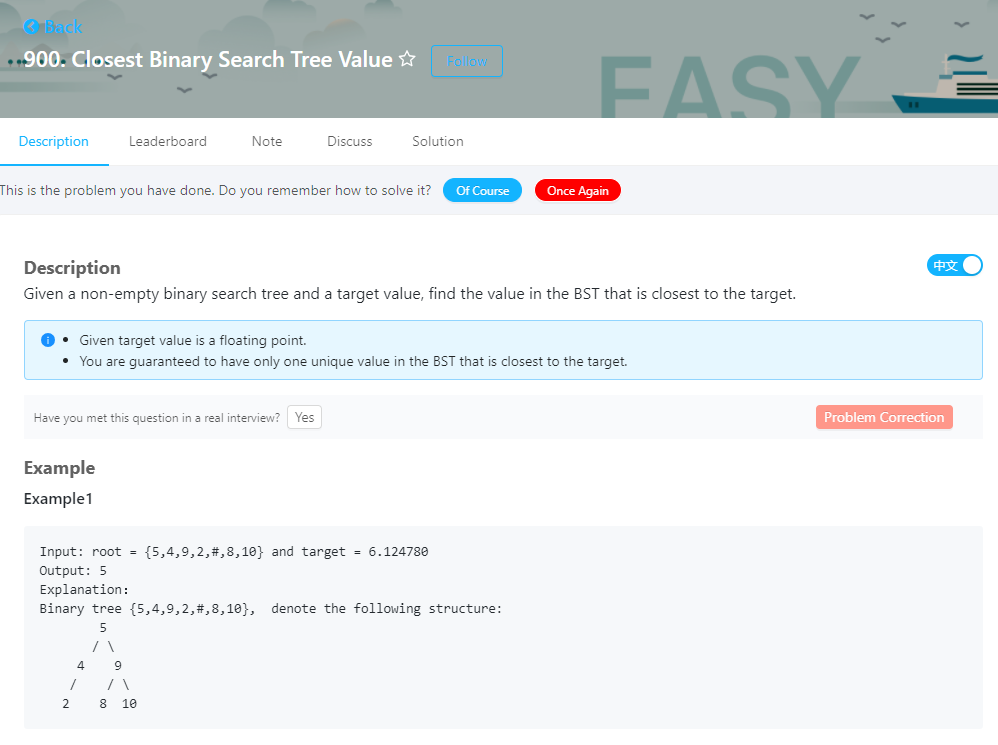 Back
900. Closest Binary Search Tree Value
Follow
EASY
Description Leaderboard Note Discuss Solution
This is the problem you have done. Do you remember how to solve it? Of Course Once Again
Description
中文
Given a non-empty binary search tree and a target value, find the value in the BST that is closest to the target.
Given target value is a floating point.
You are guaranteed to have only one unique value in the BST that is closest to the target.
Have you met this question in a real interview? Yes Problem Correction
Example
Example1
Input: root = {5,4,9,2,#,8,10} and target = 6.124780
Output: 5
Explanation:
Binary tree {5,4,9,2,#,8,10},  denote the following structure:
        5
       / \
     4    9
    /    / \
   2    8  10